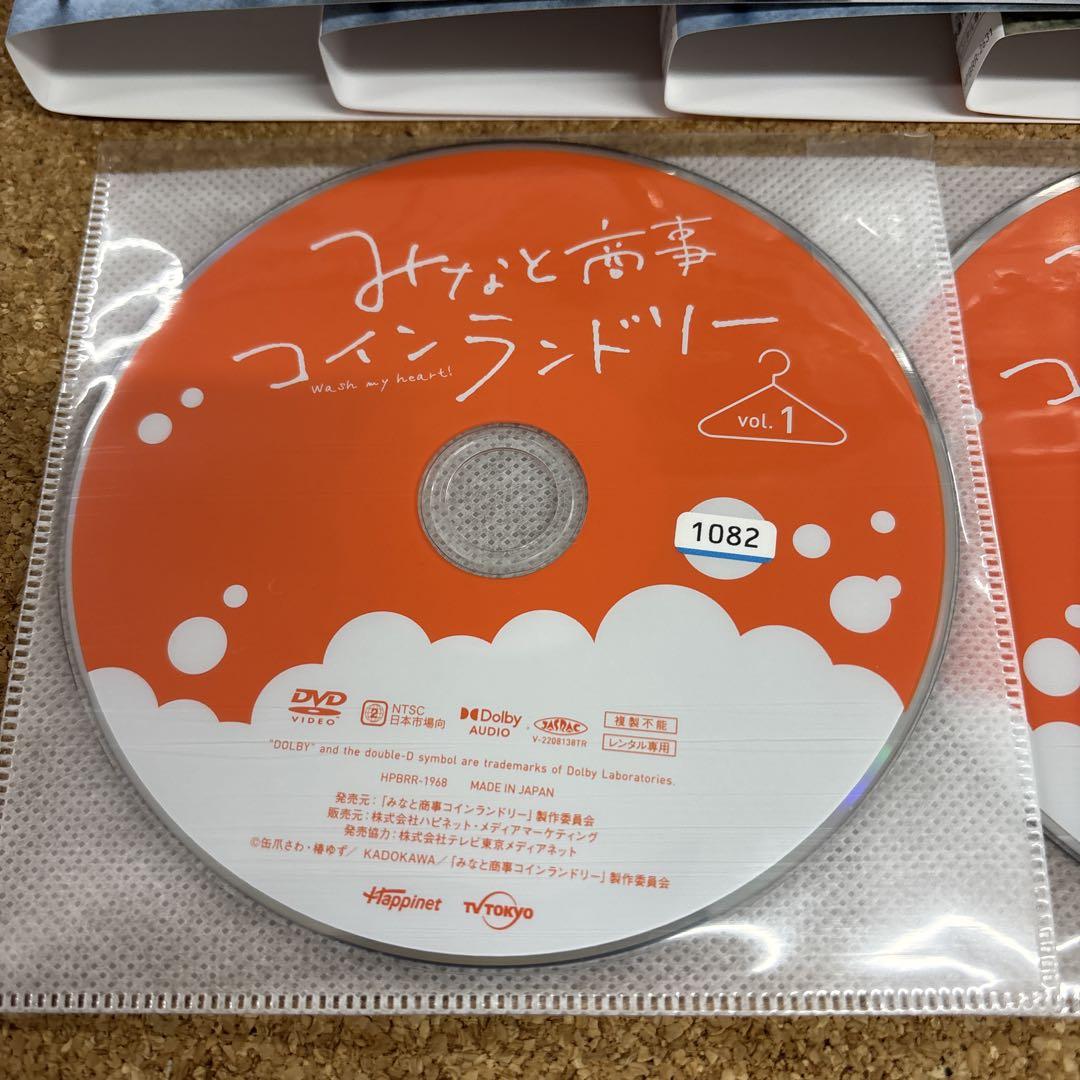 みなと商事
コインランドリー
wash my heart!
vol. 1
1082
DVD
VIDEO
2
NTSC
日本市場向
Dolby
AUDIO
JASRAC
V-2208138TR
複製不能
レンタル専用
"DOLBY" and the double-D symbol are trademarks of Dolby Laboratories.
HPBRR-1968 MADE IN JAPAN
発売元：「みなと商事コインランドリー」製作委員会
販売元：株式会社ハピネット・メディアマーケティング
発売協力：株式会社テレビ東京メディアネット
©缶爪さわ・椿ゆず／KADOKAWA／「みなと商事コインランドリー」製作委員会
Happinet
TV TOKYO
コ